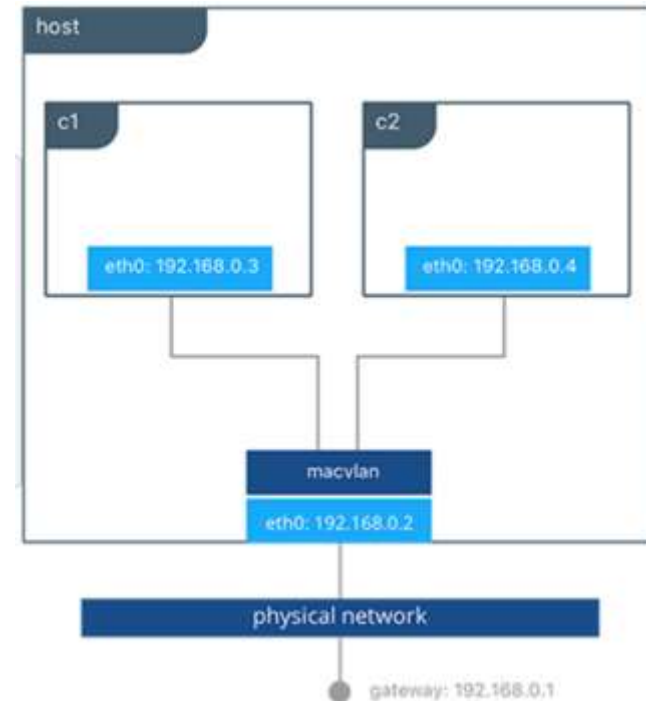 host
c1
c2
eth0: 192.168.0.3
eth0: 192.168.0.4
macvlan
eth0: 192.168.0.2
physical network
gateway: 192.168.0.1